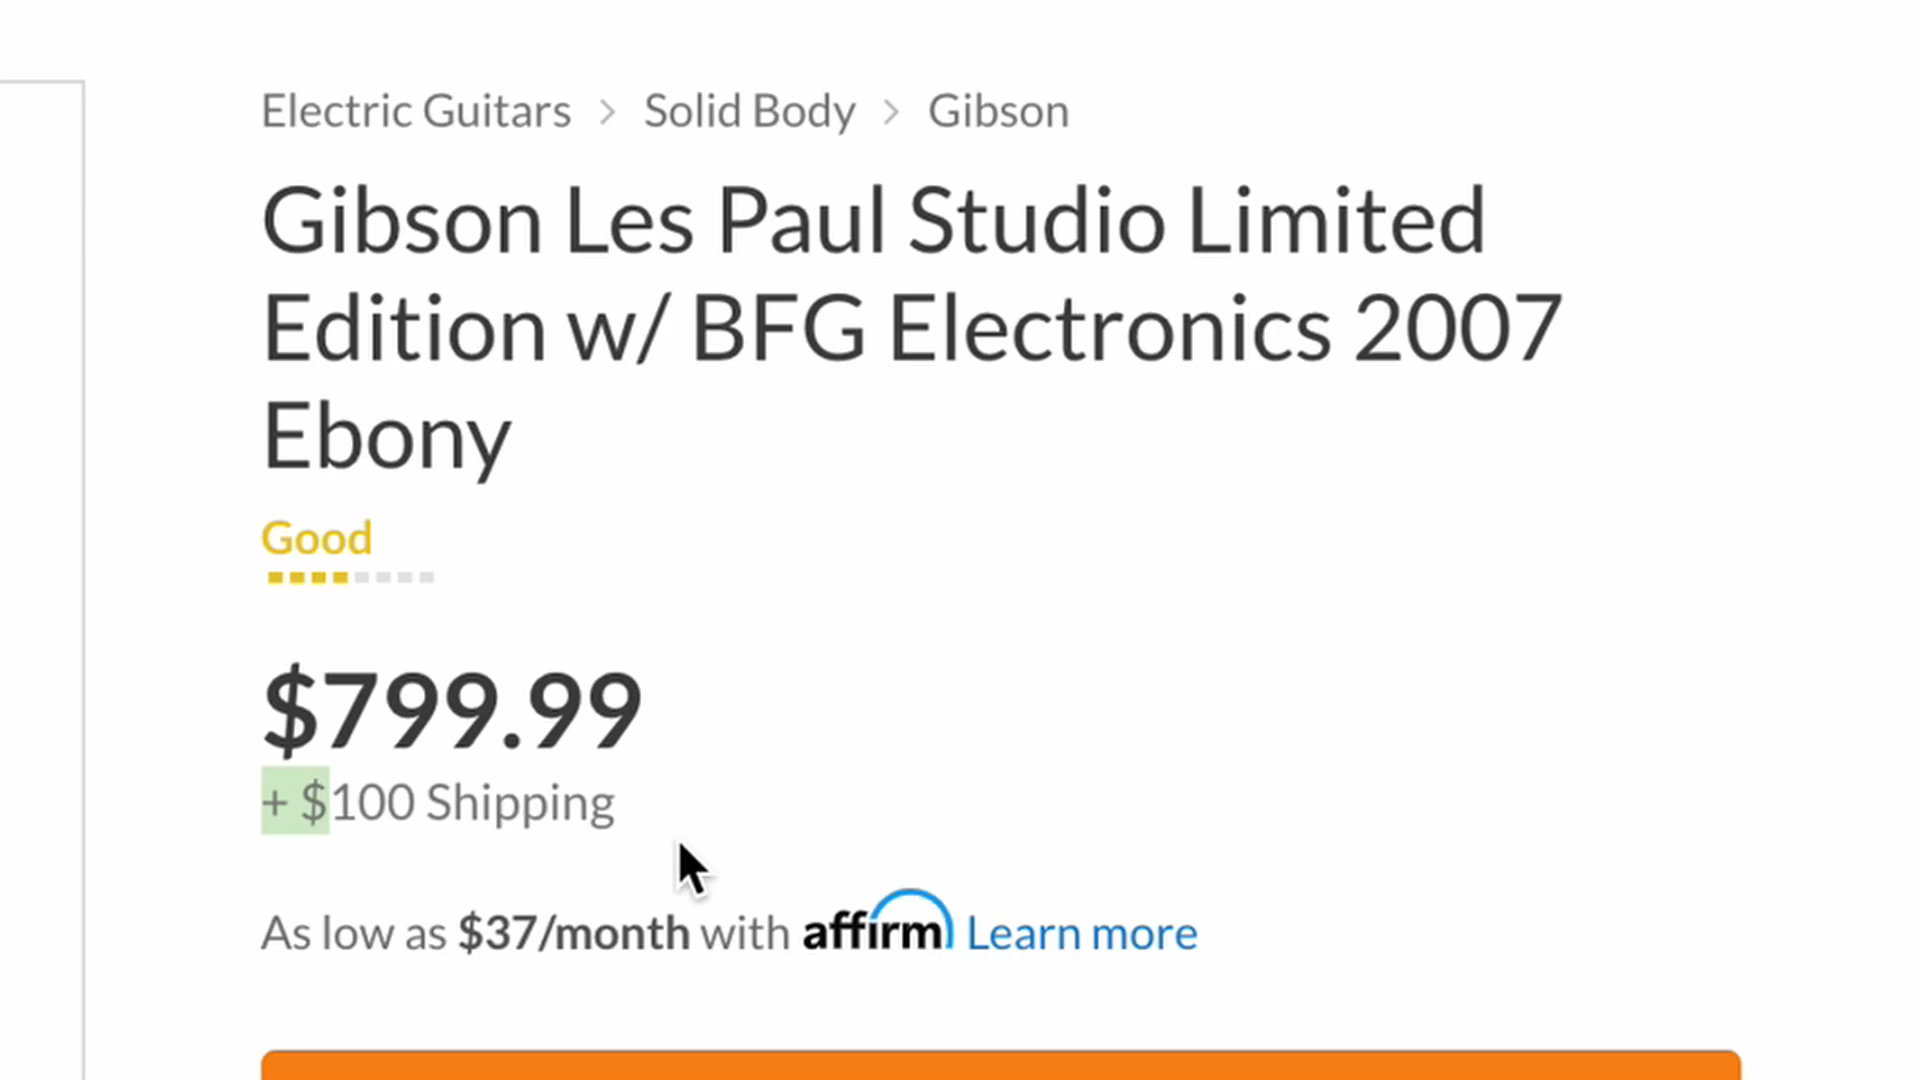 Electric Guitars > Solid Body > Gibson
Gibson Les Paul Studio Limited
Edition w/ BFG Electronics 2007
Ebony
Good
$799.99
+ $100 Shipping
As low as $37/month with affirm Learn more